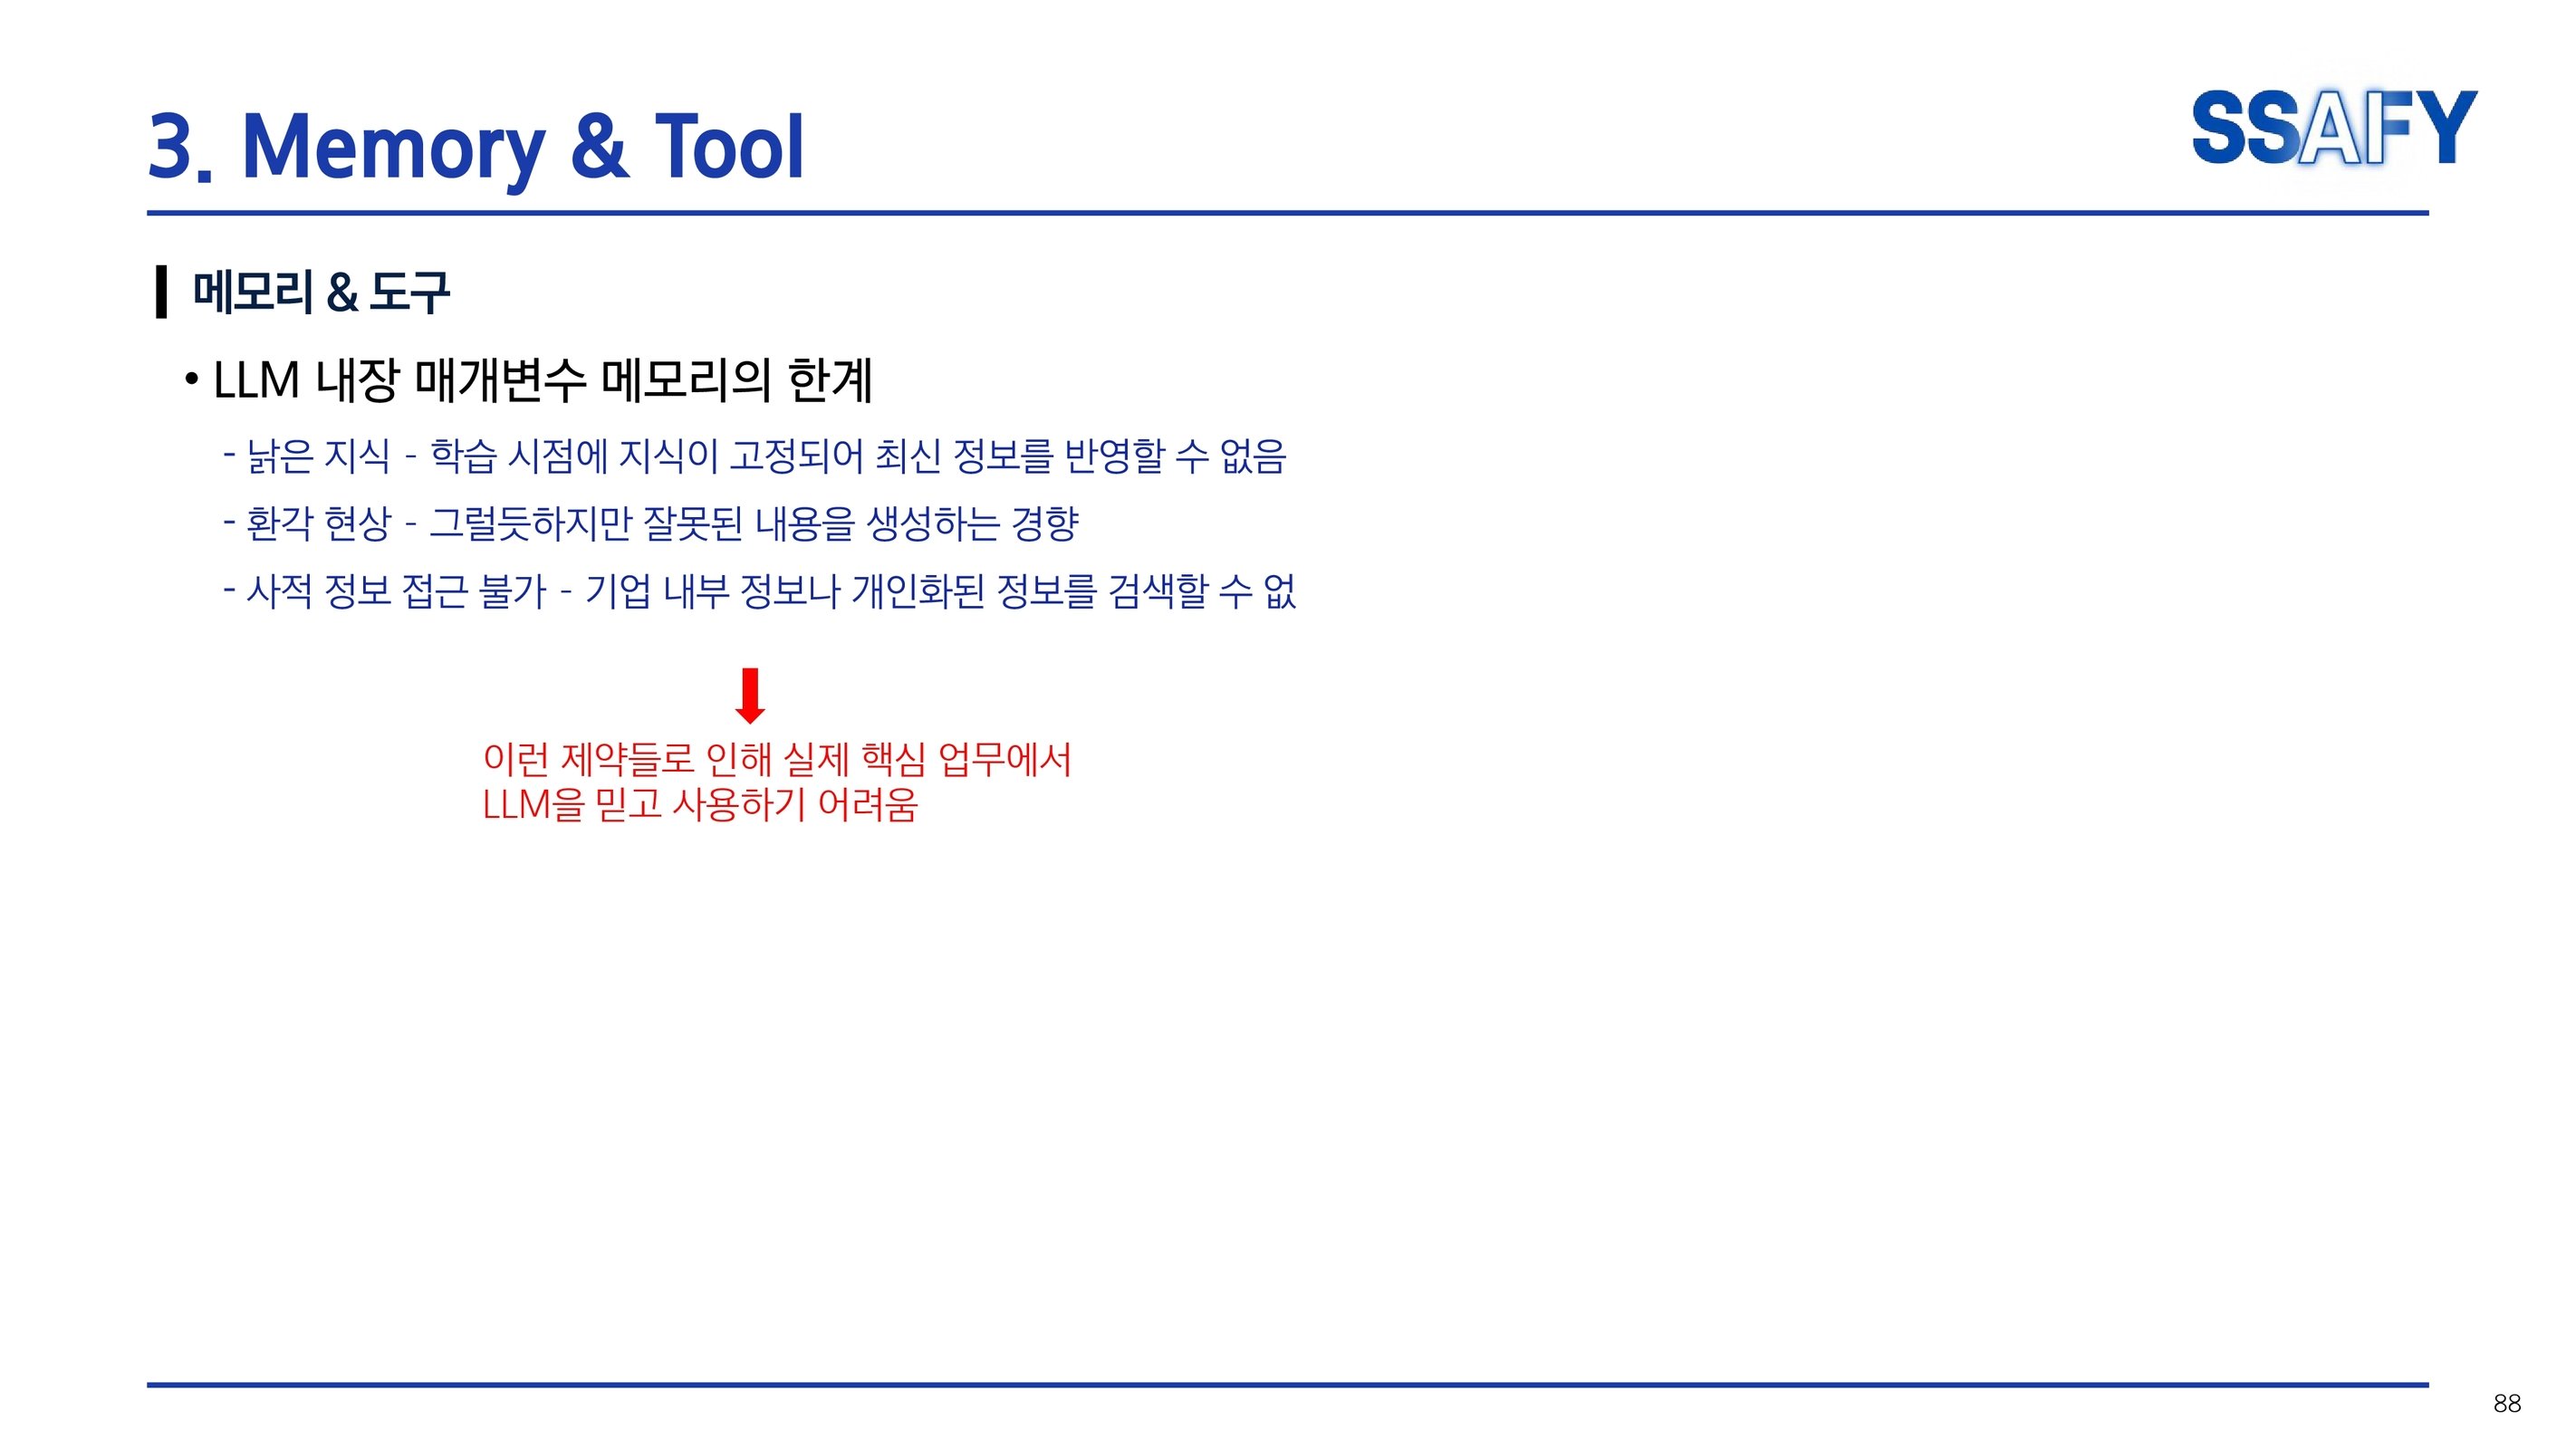 3. Memory & Tool
SSAFY
메모리 & 도구
• LLM 내장 매개변수 메모리의 한계
- 낡은 지식 - 학습 시점에 지식이 고정되어 최신 정보를 반영할 수 없음
- 환각 현상 - 그럴듯하지만 잘못된 내용을 생성하는 경향
- 사적 정보 접근 불가 - 기업 내부 정보나 개인화된 정보를 검색할 수 없
이런 제약들로 인해 실제 핵심 업무에서
LLM을 믿고 사용하기 어려움
88